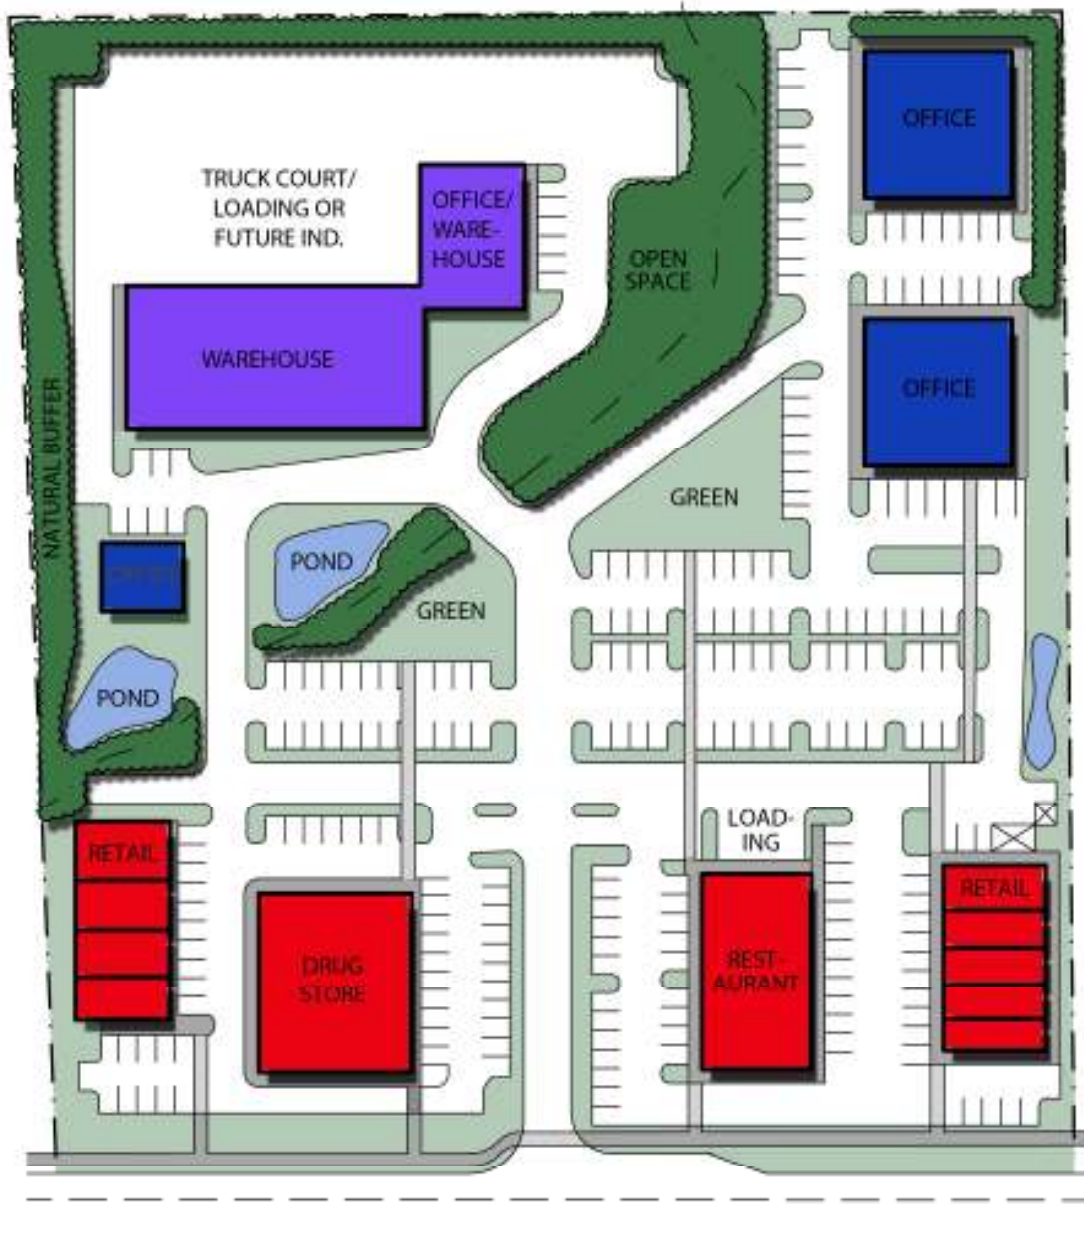 OFFICE
TRUCK COURT/
LOADING OR
FUTURE IND.
OFFICE/
WARE-
HOUSE
OPEN
SPACE
WAREHOUSE
OFFICE
NATURAL BUFFER
GREEN
POND
GREEN
POND
LOAD-
ING
RETAIL
RETAIL
DRUG
STORE
REST-
AURANT